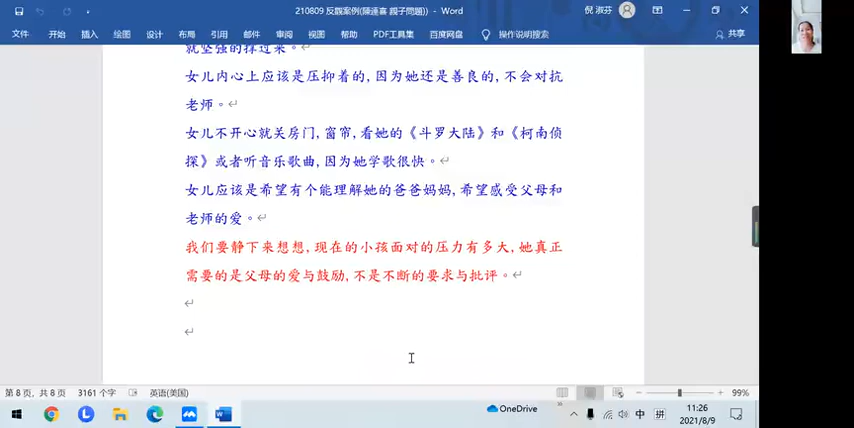 210809 反觀案例(陳蓬喜 親子問題)) - Word
倪 淑芬
文件 开始 插入 绘图 设计 布局 引用 邮件 审阅 视图 帮助 PDF工具集 百度网盘 操作说明搜索 共享
就坚强的撑过来。
女儿内心上应该是压抑着的,因为她还是善良的,不会对抗
老师。
女儿不开心就关房门,窗帘,看她的《斗罗大陆》和《柯南侦
探》或者听音乐歌曲,因为她学歌很快。
女儿应该是希望有个能理解她的爸爸妈妈,希望感受父母和
老师的爱。
我们要静下来想想,现在的小孩面对的压力有多大,她真正
需要的是父母的爱与鼓励,不是不断的要求与批评。
第 8 页,共 8 页 3161 个字 英语(美国) 99%
OneDrive 中 拼 11:26
2021/8/9